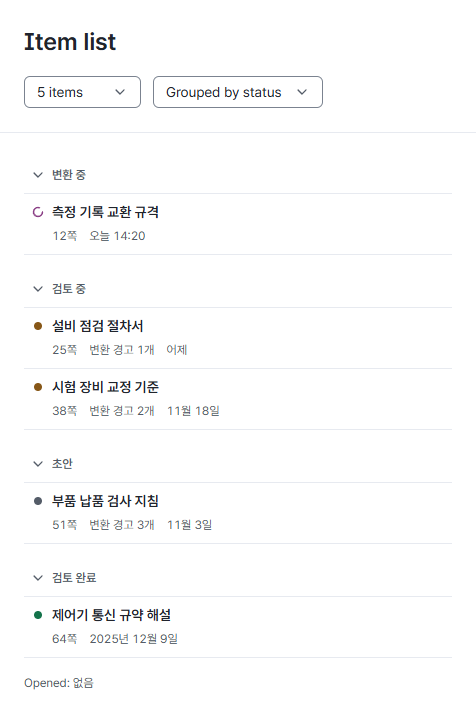 Item list
5 items
Grouped by status
변환 중
측정 기록 교환 규격
12쪽 오늘 14:20
검토 중
설비 점검 절차서
25쪽 변환 경고 1개 어제
시험 장비 교정 기준
38쪽 변환 경고 2개 11월 18일
초안
부품 납품 검사 지침
51쪽 변환 경고 3개 11월 3일
검토 완료
제어기 통신 규약 해설
64쪽 2025년 12월 9일
Opened: 없음